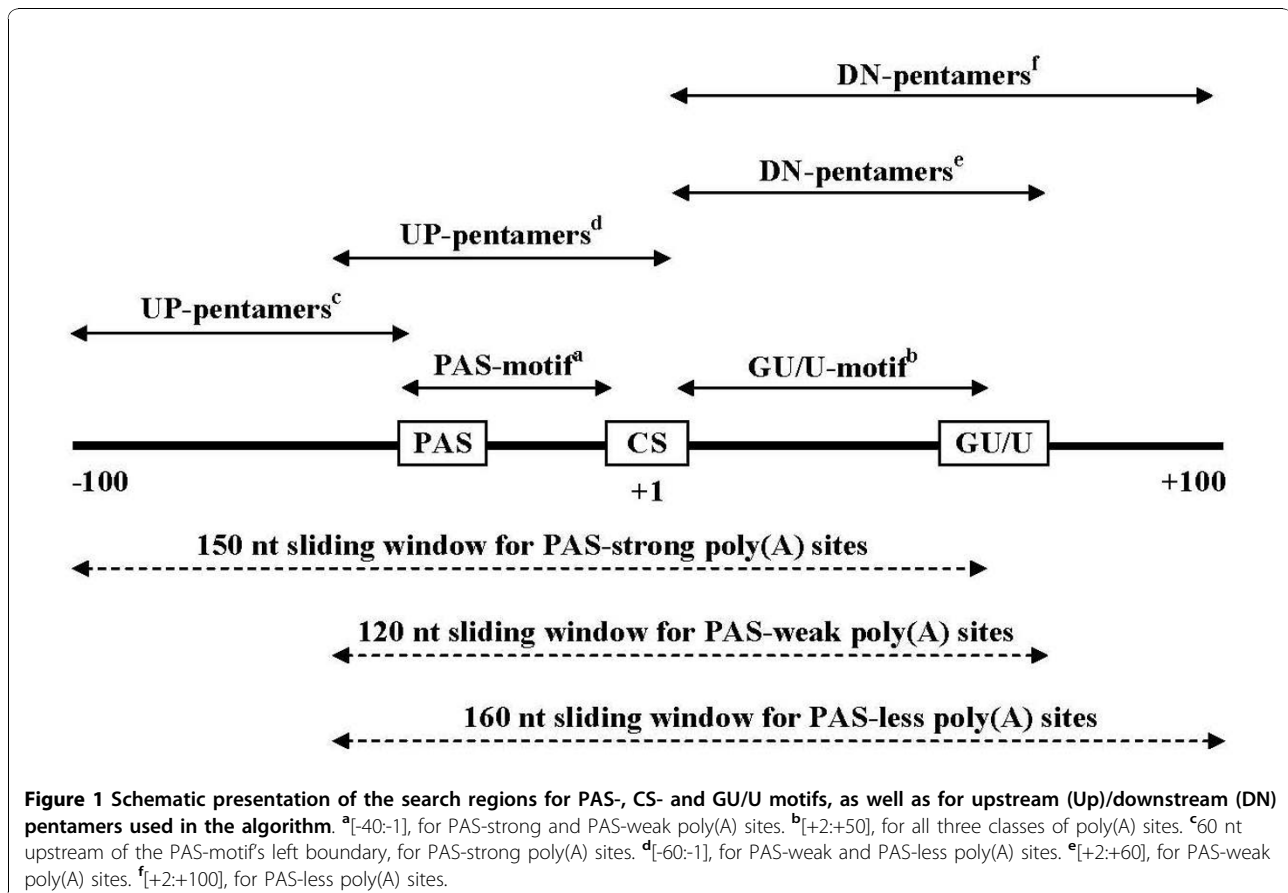 DN-pentamersᶠ
DN-pentamersᵉ
UP-pentamersᵈ
UP-pentamersᶜ
PAS-motifᵃ
GU/U-motifᵇ
PAS
CS
GU/U
-100
+1
+100
150 nt sliding window for PAS-strong poly(A) sites
120 nt sliding window for PAS-weak poly(A) sites
160 nt sliding window for PAS-less poly(A) sites
Figure 1 Schematic presentation of the search regions for PAS-, CS- and GU/U motifs, as well as for upstream (Up)/downstream (DN)
pentamers used in the algorithm. ᵃ[-40:-1], for PAS-strong and PAS-weak poly(A) sites. ᵇ[+2:+50], for all three classes of poly(A) sites. ᶜ60 nt
upstream of the PAS-motif's left boundary, for PAS-strong poly(A) sites. ᵈ[-60:-1], for PAS-weak and PAS-less poly(A) sites. ᵉ[+2:+60], for PAS-weak
poly(A) sites. ᶠ[+2:+100], for PAS-less poly(A) sites.